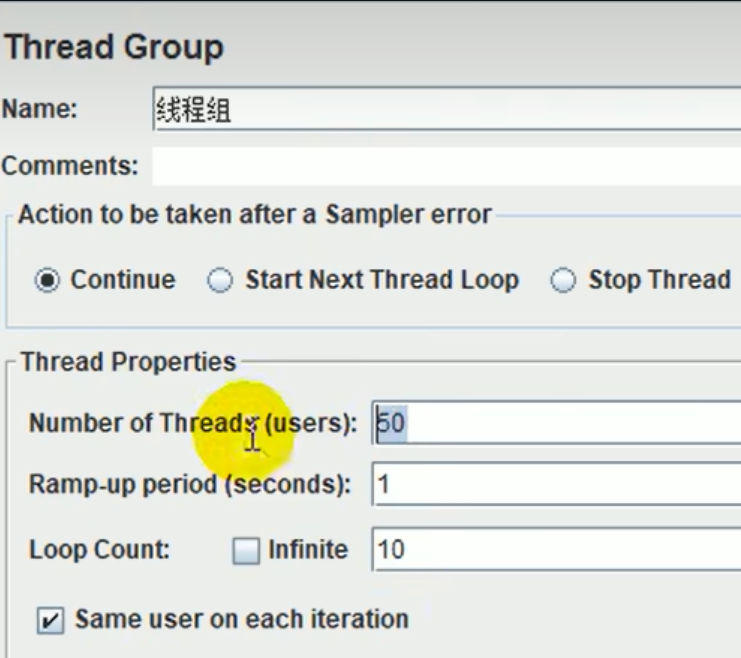 Thread Group
Name: 线程组
Comments:
Action to be taken after a Sampler error
Continue Start Next Thread Loop Stop Thread
Thread Properties
Number of Threads (users): 50
Ramp-up period (seconds): 1
Loop Count: Infinite 10
Same user on each iteration